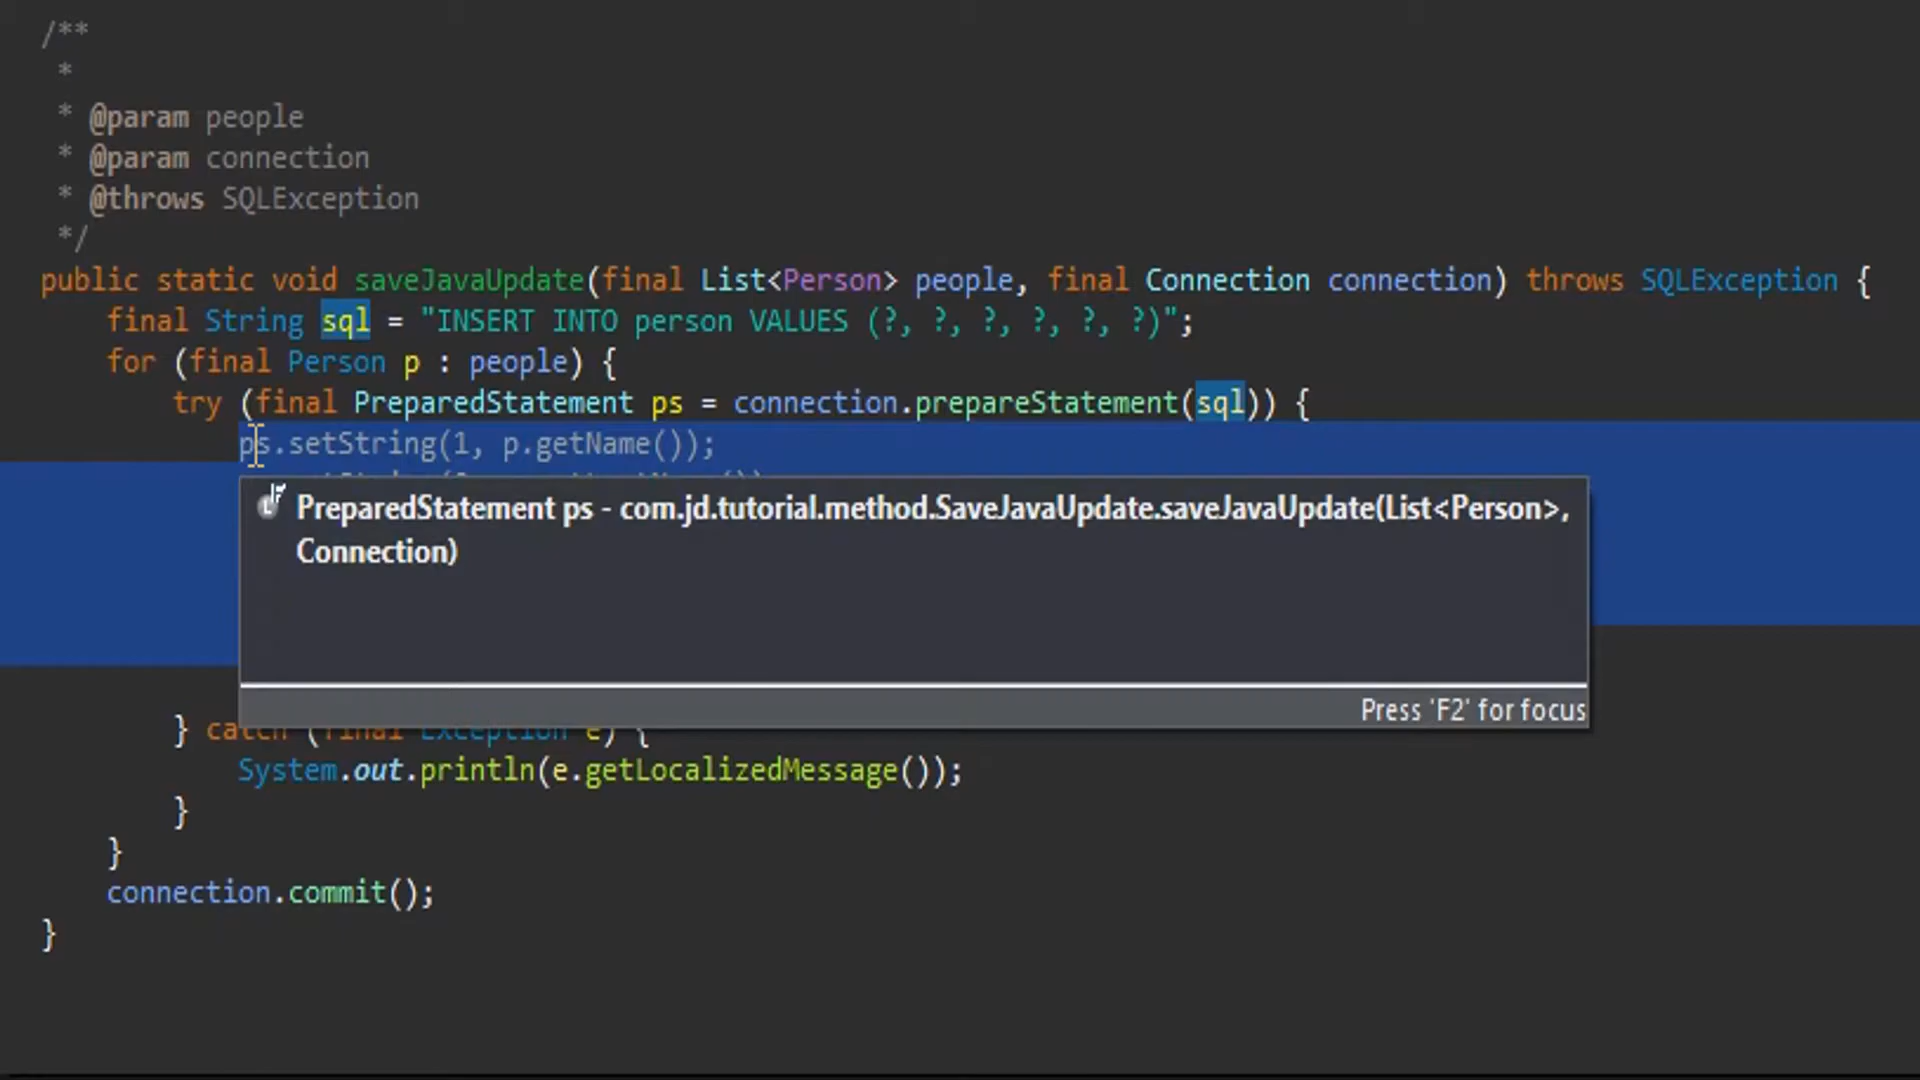 /**
*
* @param people
* @param connection
* @throws SQLException
*/
public static void saveJavaUpdate(final List<Person> people, final Connection connection) throws SQLException {
final String sql = "INSERT INTO person VALUES (?, ?, ?, ?, ?, ?)";
for (final Person p : people) {
try (final PreparedStatement ps = connection.prepareStatement(sql)) {
ps.setString(1, p.getName());
PreparedStatement ps - com.jd.tutorial.method.SaveJavaUpdate.saveJavaUpdate(List<Person>,
Connection)
Press 'F2' for focus
} catch (final Exception e) {
System.out.println(e.getLocalizedMessage());
}
}
connection.commit();
}